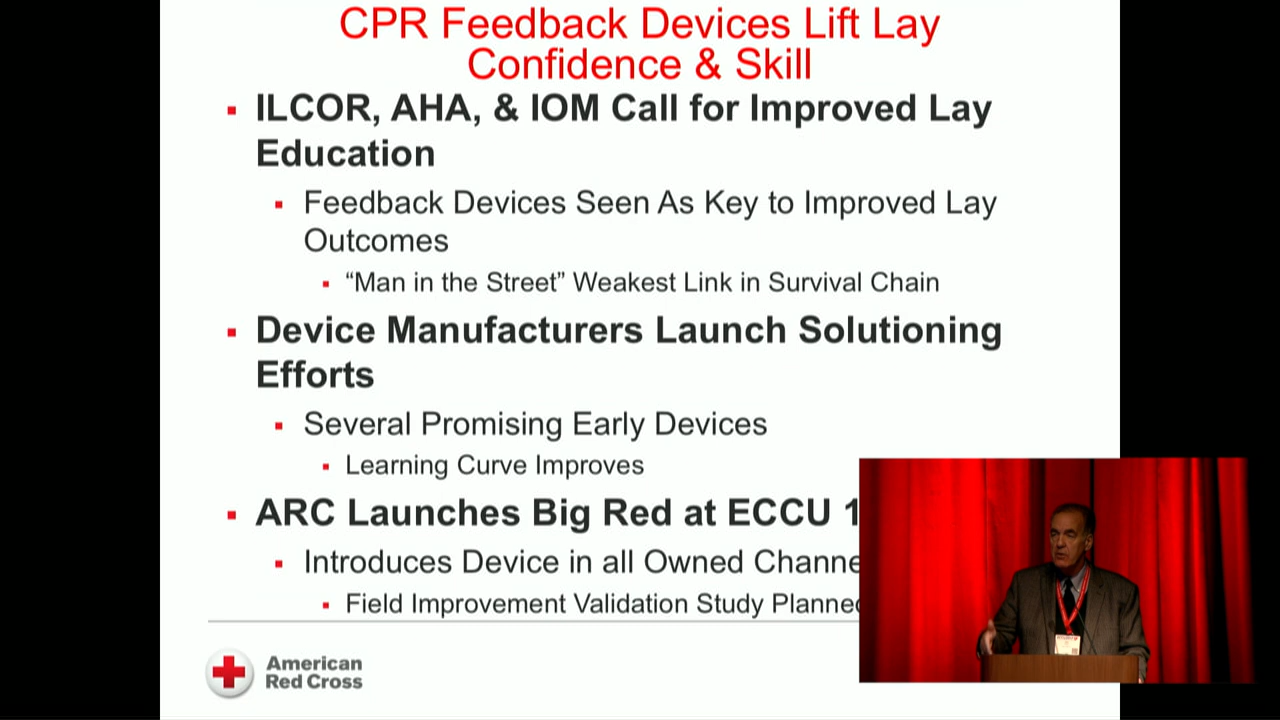 CPR Feedback Devices Lift Lay
Confidence & Skill
ILCOR, AHA, & IOM Call for Improved Lay
Education
Feedback Devices Seen As Key to Improved Lay
Outcomes
“Man in the Street” Weakest Link in Survival Chain
Device Manufacturers Launch Solutioning
Efforts
Several Promising Early Devices
Learning Curve Improves
ARC Launches Big Red at ECCU 1
Introduces Device in all Owned
Field Improvement Validation Study
American
Red Cross